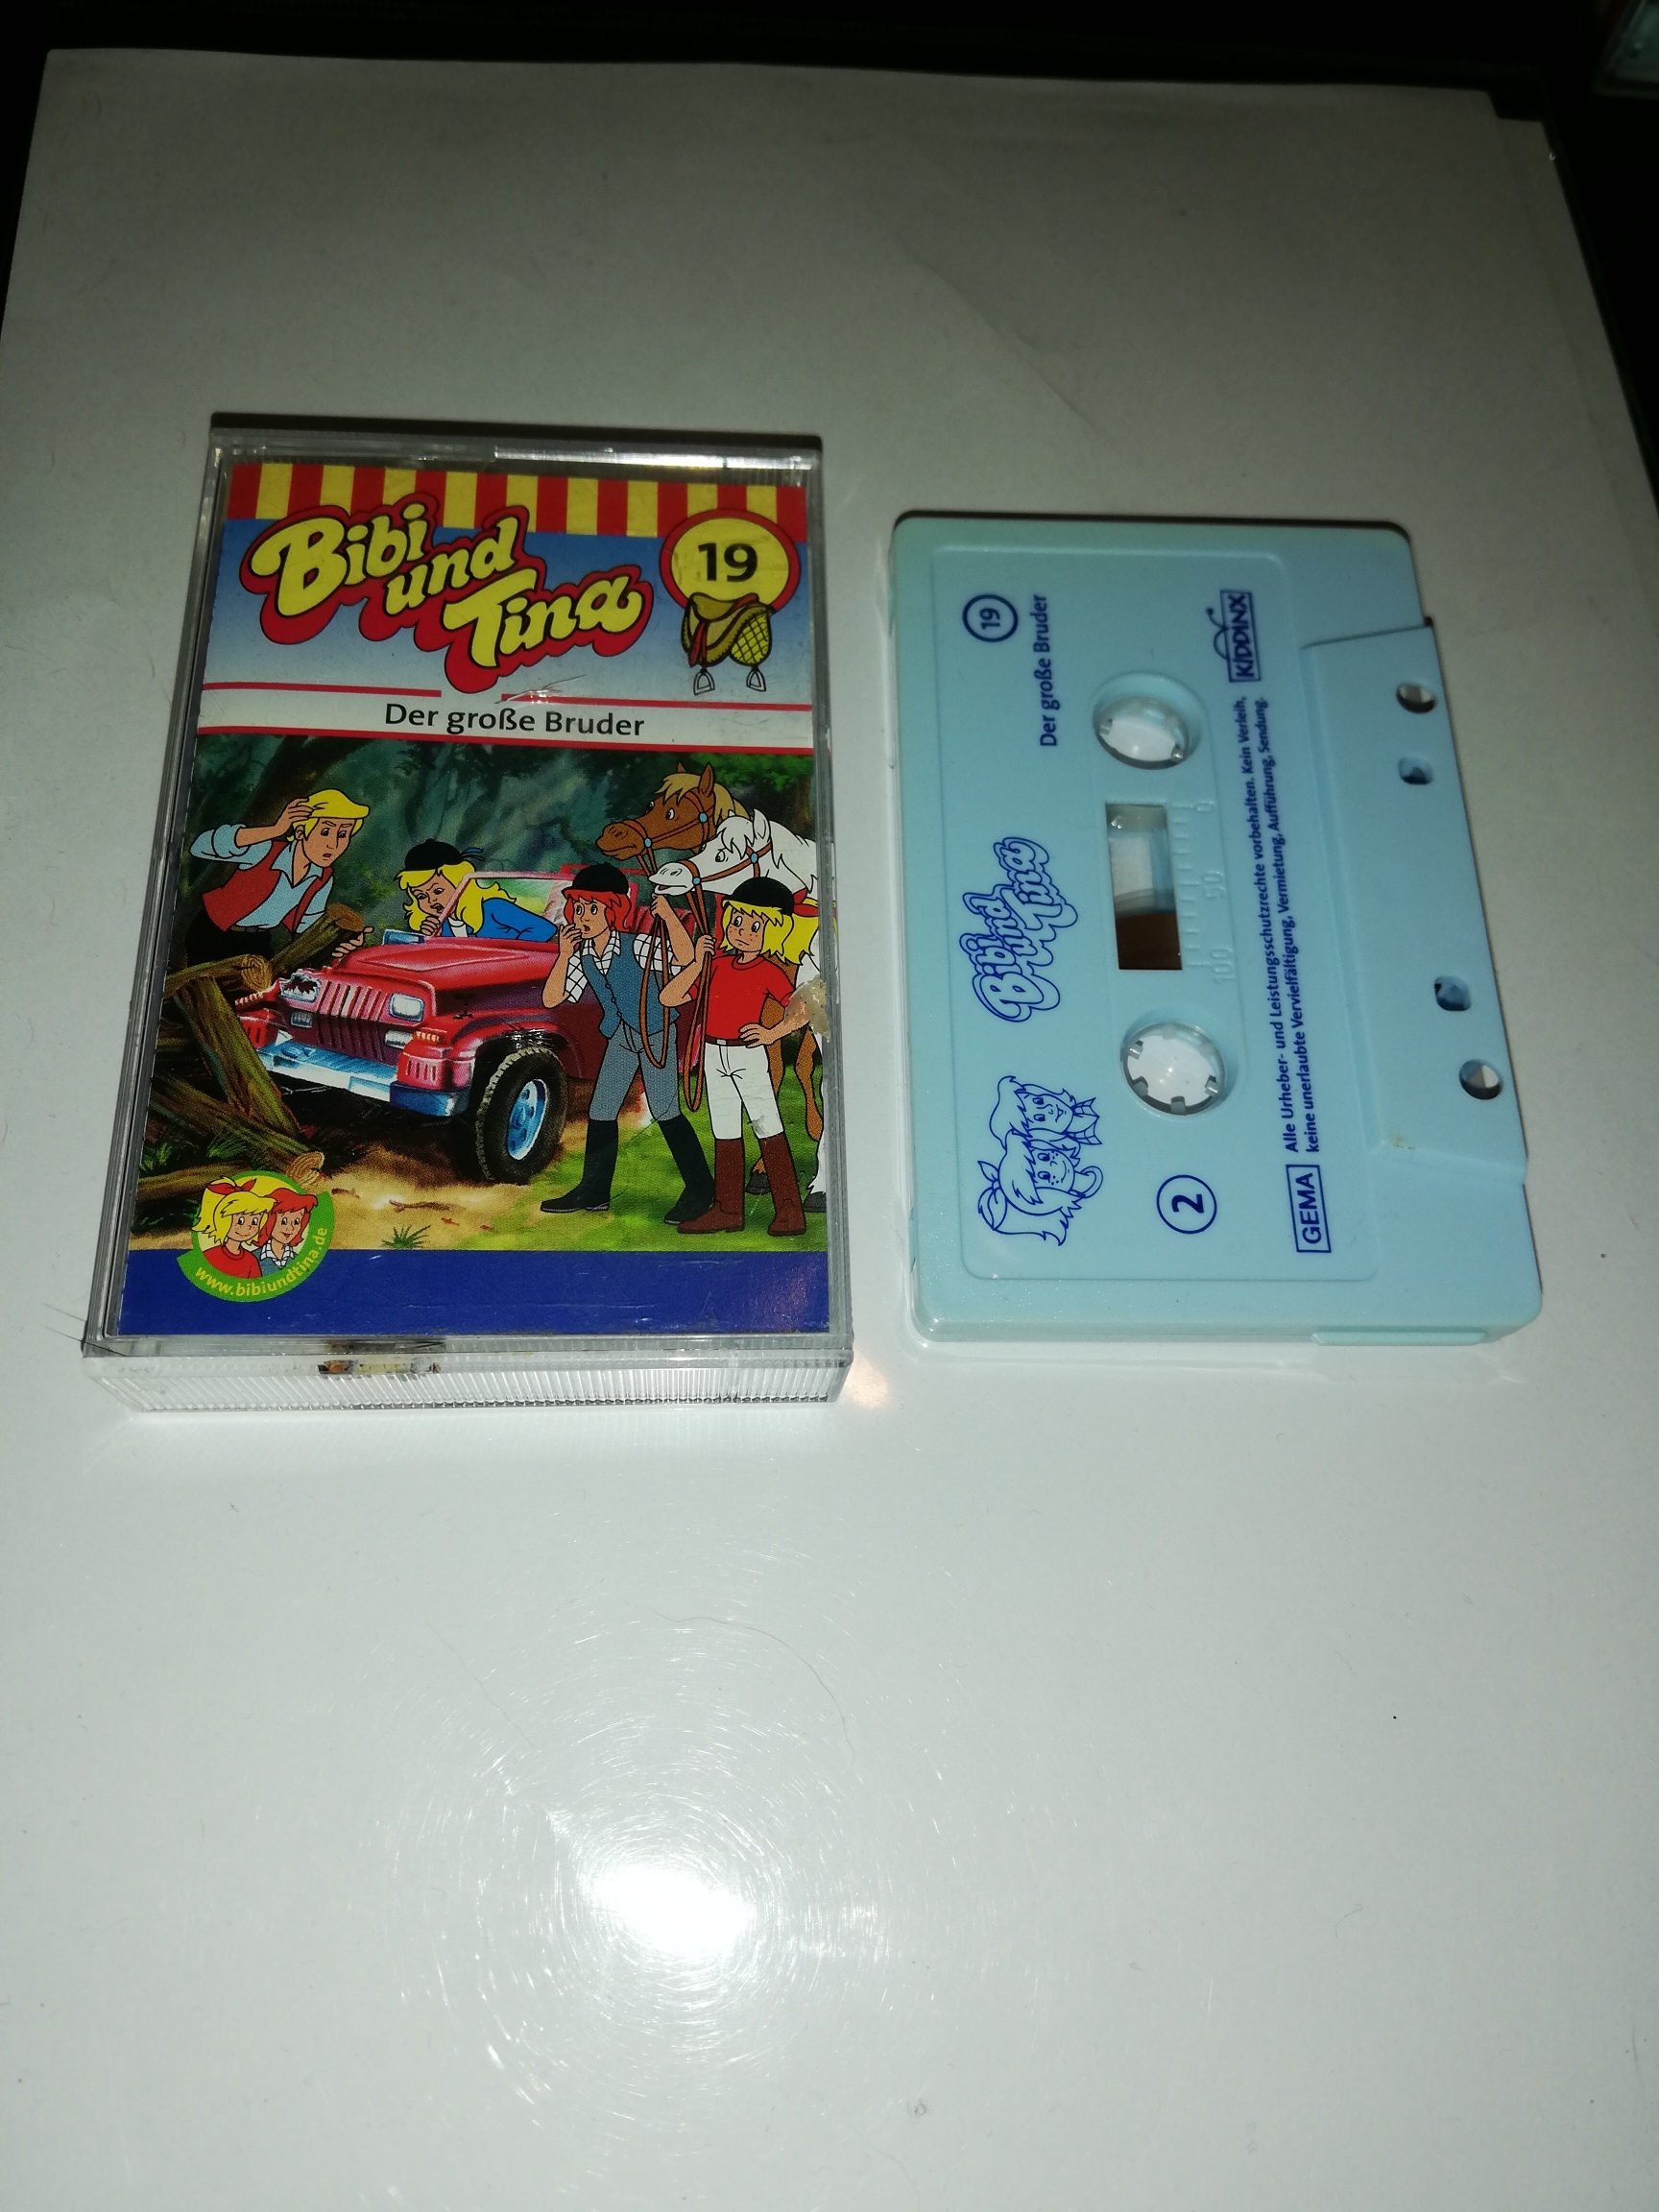 Bibi
und
Tina
19
Der große Bruder
www.bibiundtina.de
19
Der große Bruder
Bibi und
Tina
2
0
50
100
KIDDINX
GEMA
Alle Urheber- und Leistungsschutzrechte vorbehalten. Kein Verleih,
keine unerlaubte Vervielfältigung, Vermietung, Aufführung, Sendung.